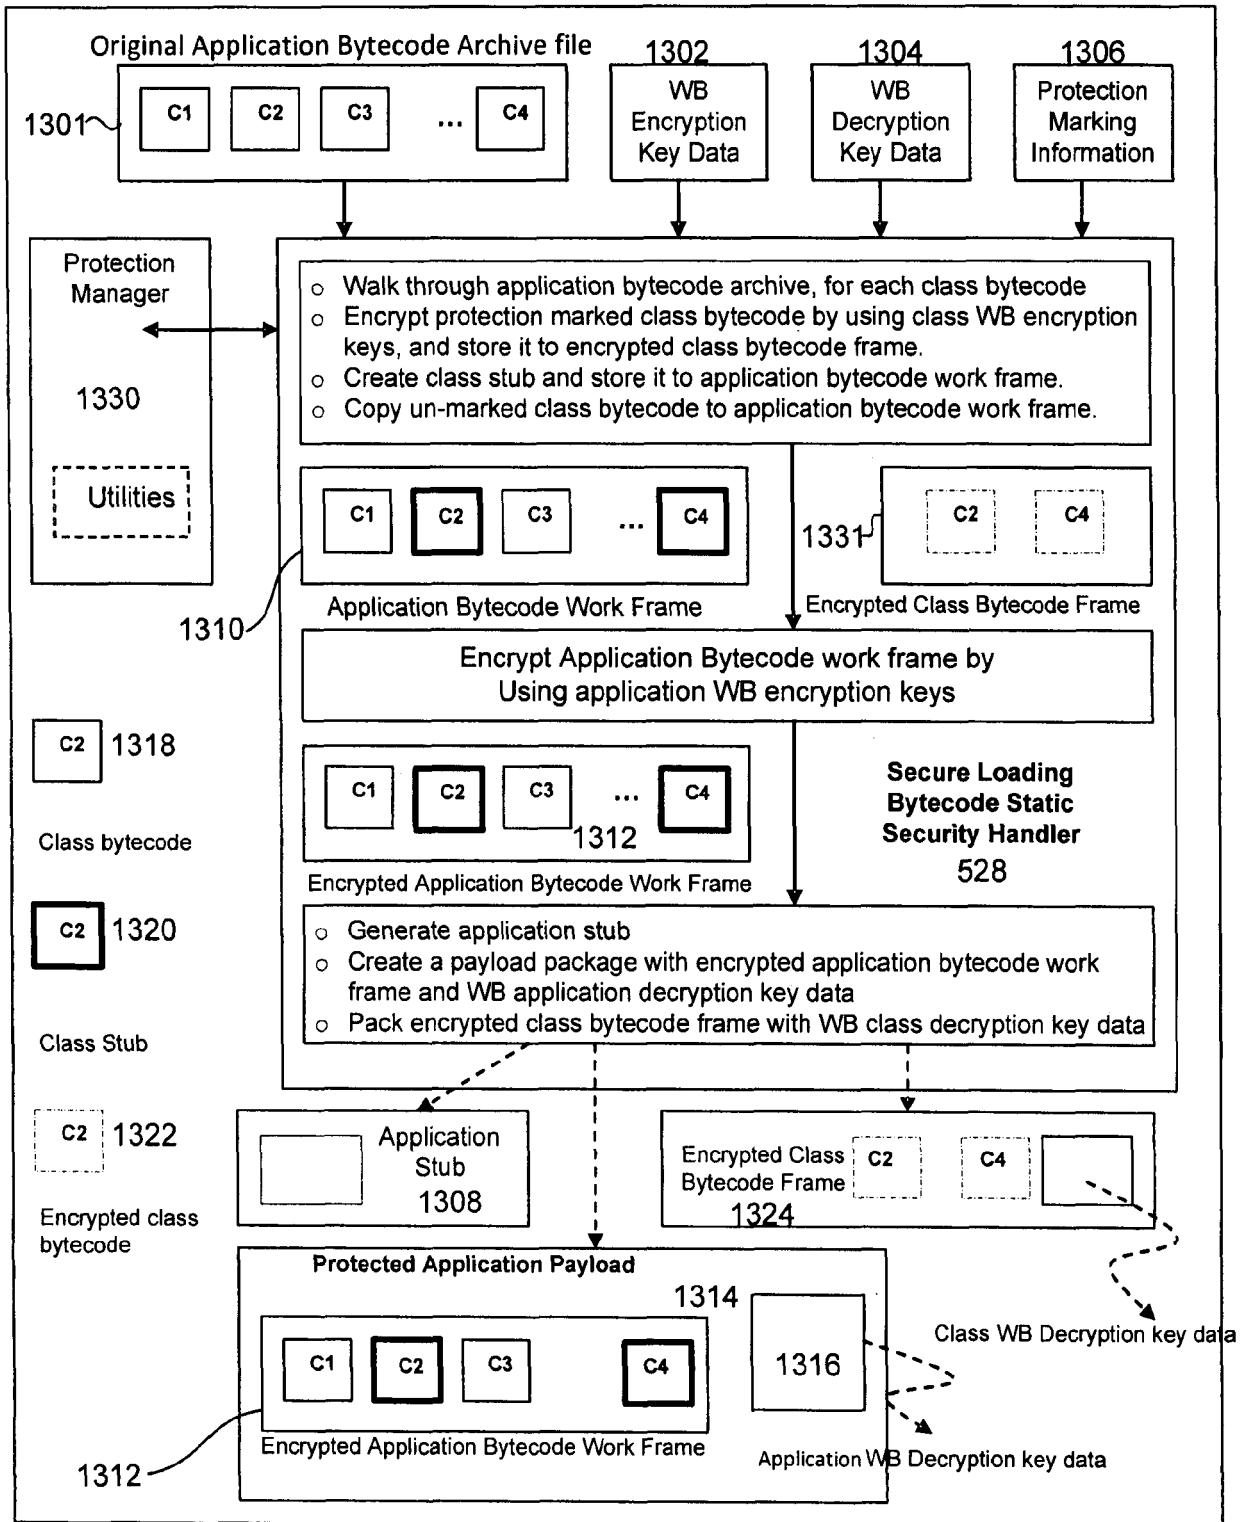 Original Application Bytecode Archive file
1301
C1
C2
C3
...
C4
1302
WB
Encryption
Key Data
1304
WB
Decryption
Key Data
1306
Protection
Marking
Information
Protection
Manager
1330
Utilities
○ Walk through application bytecode archive, for each class bytecode
○ Encrypt protection marked class bytecode by using class WB encryption
keys, and store it to encrypted class bytecode frame.
○ Create class stub and store it to application bytecode work frame.
○ Copy un-marked class bytecode to application bytecode work frame.
C1
C2
C3
...
C4
1310
Application Bytecode Work Frame
1331
C2
C4
Encrypted Class Bytecode Frame
Encrypt Application Bytecode work frame by
Using application WB encryption keys
C1
C2
C3
...
C4
1312
Encrypted Application Bytecode Work Frame
Secure Loading
Bytecode Static
Security Handler
528
○ Generate application stub
○ Create a payload package with encrypted application bytecode work
frame and WB application decryption key data
○ Pack encrypted class bytecode frame with WB class decryption key data
C2
1318
Class bytecode
C2
1320
Class Stub
C2
1322
Encrypted class
bytecode
Application
Stub
1308
Encrypted Class
Bytecode Frame
1324
C2
C4
Class WB Decryption key data
Protected Application Payload
1314
C1
C2
C3
C4
1316
1312
Encrypted Application Bytecode Work Frame
Application WB Decryption key data